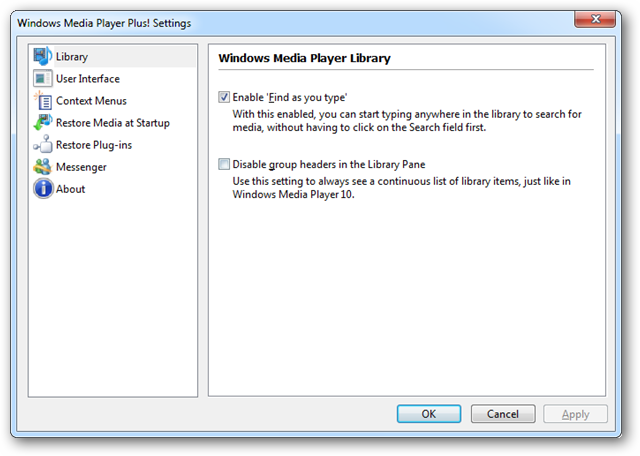 Windows Media Player Plus! Settings
Library
User Interface
Context Menus
Restore Media at Startup
Restore Plug-ins
Messenger
About
Windows Media Player Library
Enable 'Find as you type'
With this enabled, you can start typing anywhere in the library to search for
media, without having to click on the Search field first.
Disable group headers in the Library Pane
Use this setting to always see a continuous list of library items, just like in
Windows Media Player 10.
OK
Cancel
Apply